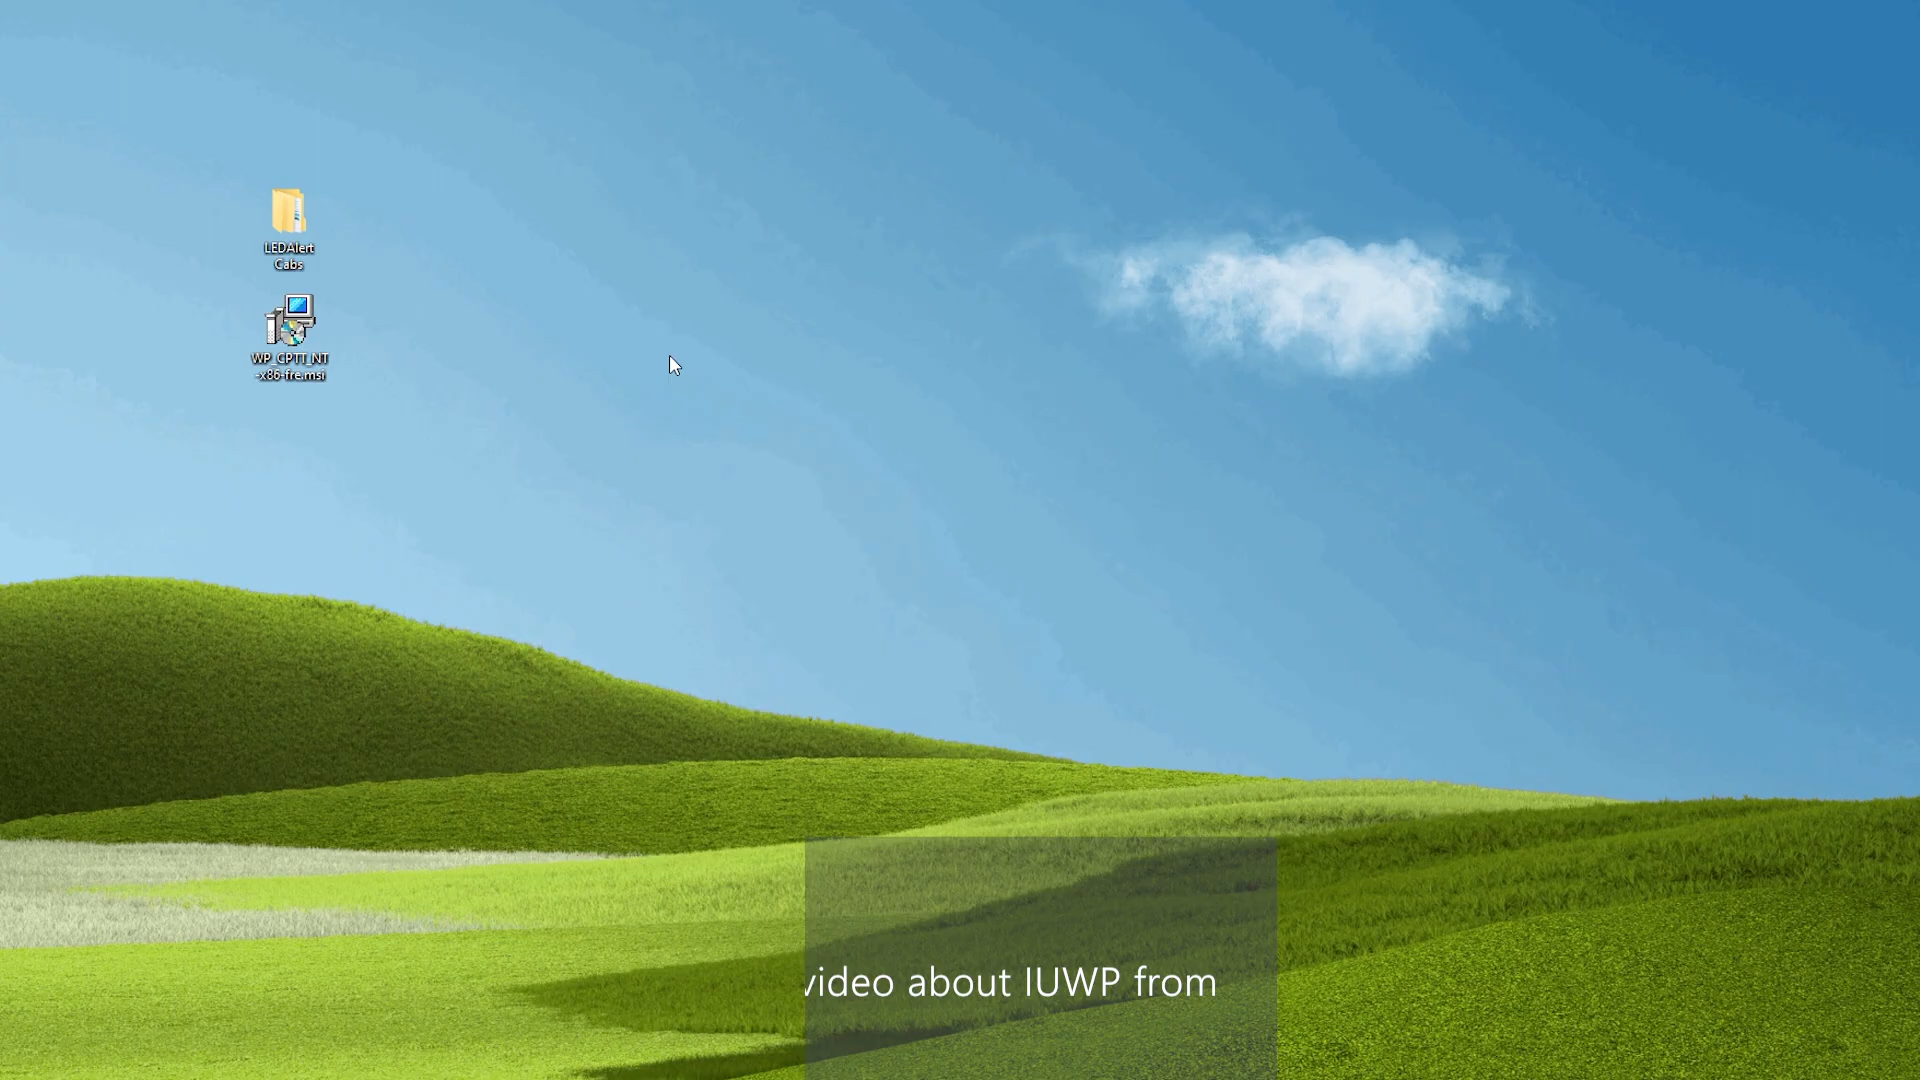 LEDAlert
Cabs
WP_CPTT_NT
-x86-fre.msi
video about IUWP from